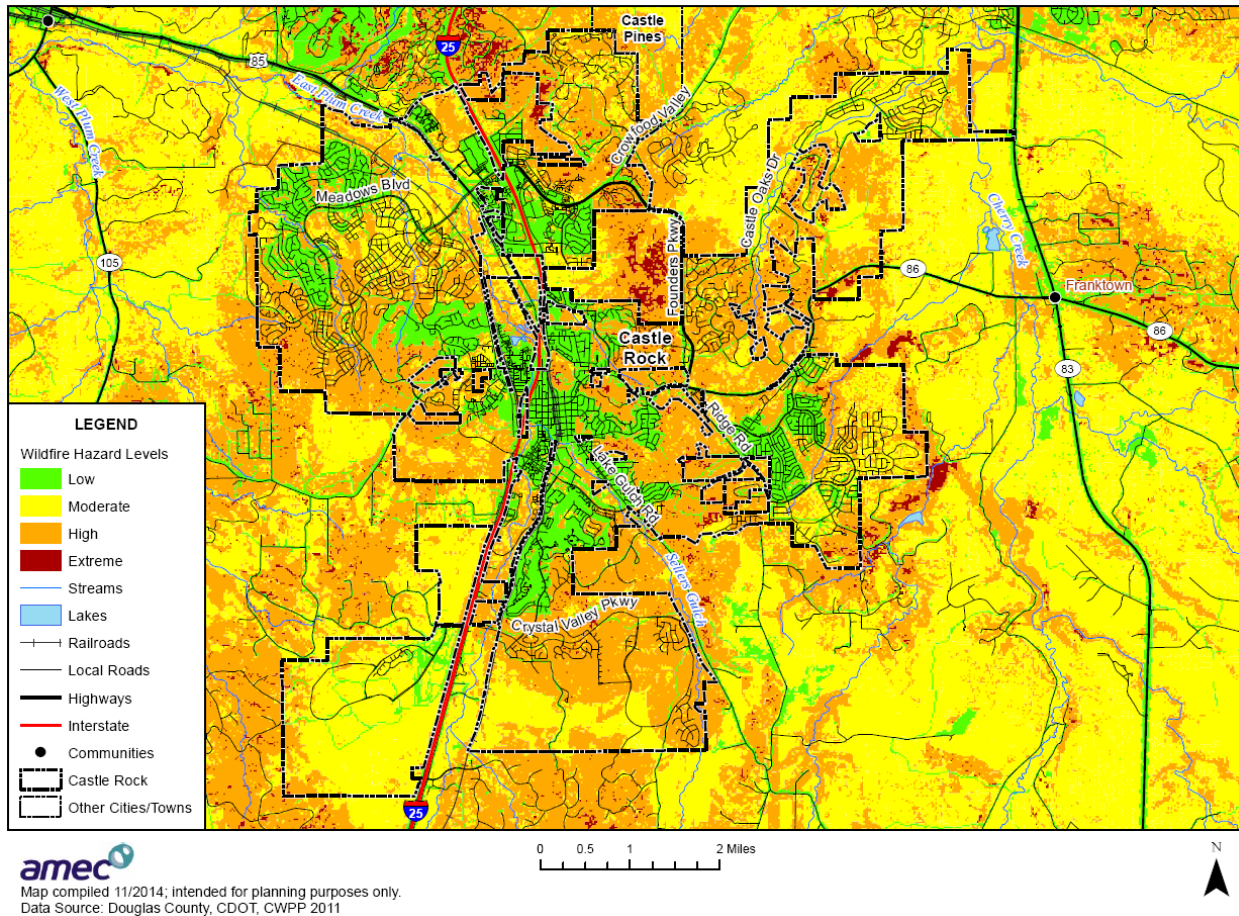 Castle
Pines
25
85
East Plum Creek
West Plum Creek
Crowfood Valley
Meadows Blvd
Castle Oaks Dr
Founders Pkwy
Cherry Creek
105
86
Franktown
Castle
Rock
86
83
Ridge Rd
Lake Gulch Rd
Sellers Gulch
Crystal Valley Pkwy
25
LEGEND
Wildfire Hazard Levels
Low
Moderate
High
Extreme
Streams
Lakes
Railroads
Local Roads
Highways
Interstate
Communities
Castle Rock
Other Cities/Towns
amec
Map compiled 11/2014; intended for planning purposes only.
Data Source: Douglas County, CDOT, CWPP 2011
0 0.5 1 2 Miles
N